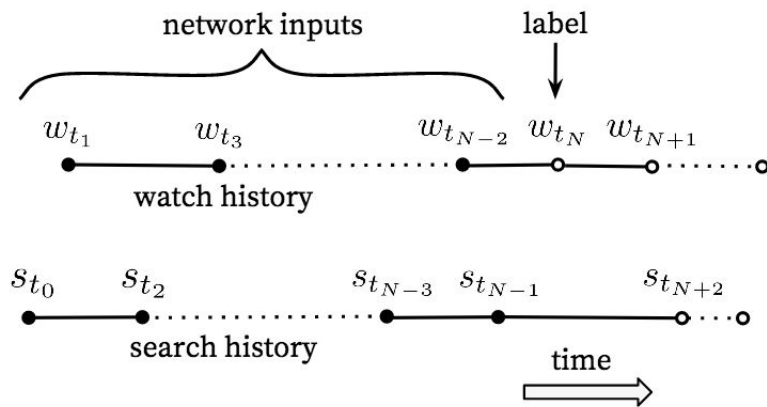 network inputs label
w_{t_1} w_{t_3} w_{t_{N-2}} w_{t_N} w_{t_{N+1}}
watch history
s_{t_0} s_{t_2} s_{t_{N-3}} s_{t_{N-1}} s_{t_{N+2}}
search history
time